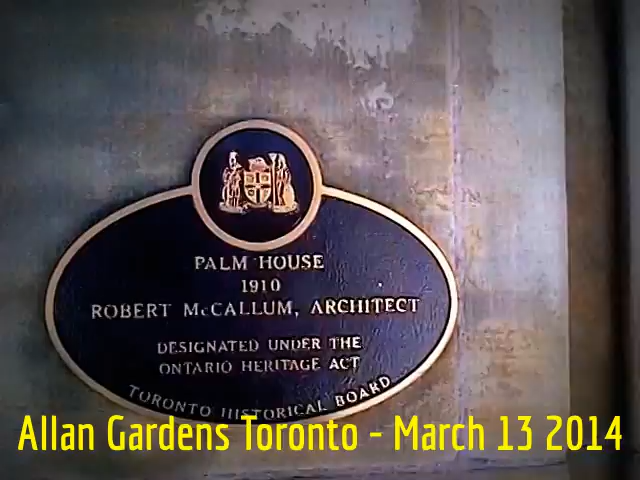 PALM HOUSE
1910
ROBERT McCALLUM, ARCHITECT
DESIGNATED UNDER THE
ONTARIO HERITAGE ACT
TORONTO HISTORICAL BOARD
Allan Gardens Toronto - March 13 2014